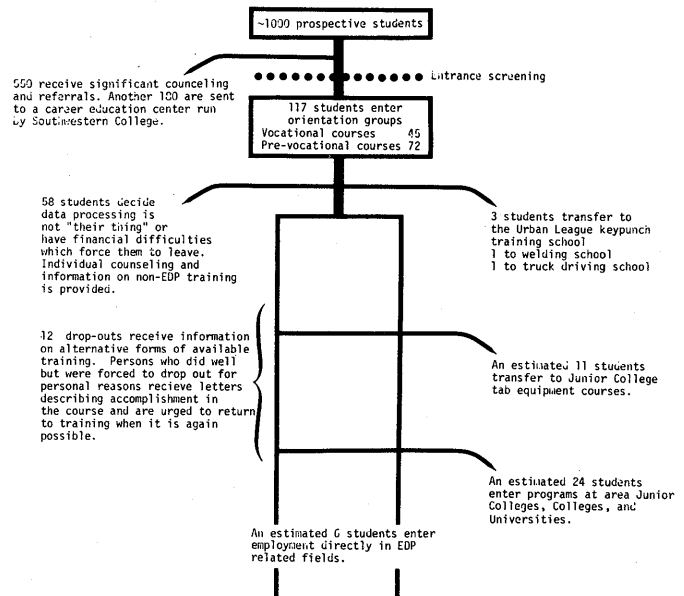 ~1000 prospective students
550 receive significant counceling
and referrals. Another 100 are sent
to a career education center run
by Southwestern College.
Entrance screening
117 students enter
orientation groups
Vocational courses 45
Pre-vocational courses 72
58 students decide
data processing is
not "their thing" or
have financial difficulties
which force them to leave.
Individual counseling and
information on non-EDP training
is provided.
3 students transfer to
the Urban League keypunch
training school
1 to welding school
1 to truck driving school
12 drop-outs receive information
on alternative forms of available
training. Persons who did well
but were forced to drop out for
personal reasons recieve letters
describing accomplishment in
the course and are urged to return
to training when it is again
possible.
An estimated 11 students
transfer to Junior College
tab equipment courses.
An estimated 24 students
enter programs at area Junior
Colleges, Colleges, and
Universities.
An estimated 6 students enter
employment directly in EDP
related fields.